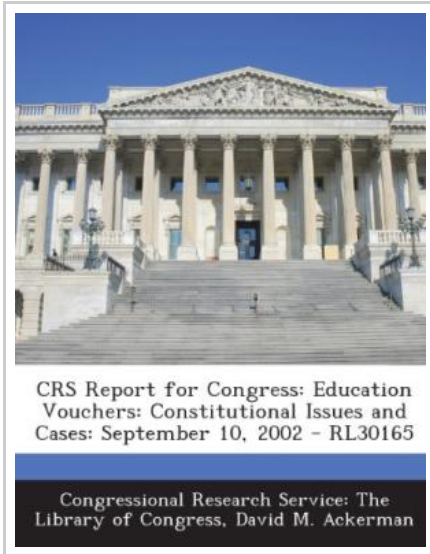 CRS Report for Congress: Education
Vouchers: Constitutional Issues and
Cases: September 10, 2002 - RL30165
Congressional Research Service: The
Library of Congress, David M. Ackerman